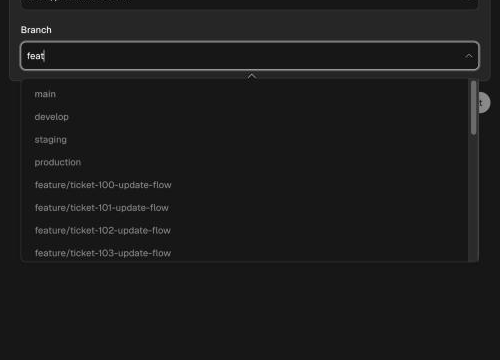 Branch
feat
main
develop
staging
production
feature/ticket-100-update-flow
feature/ticket-101-update-flow
feature/ticket-102-update-flow
feature/ticket-103-update-flow